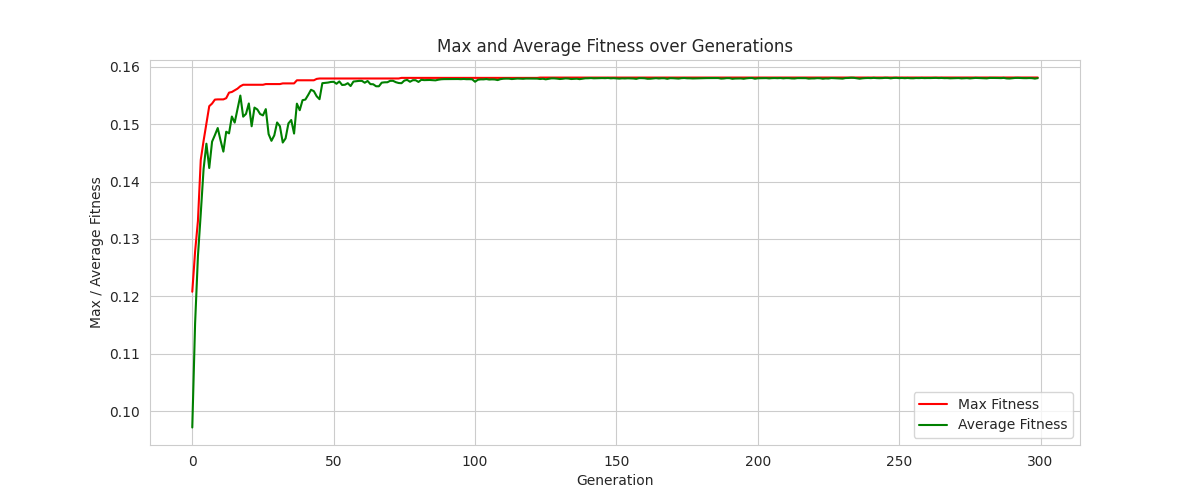 Max and Average Fitness over Generations
Max / Average Fitness
0.16
0.15
0.14
0.13
0.12
0.11
0.10
0
50
100
150
200
250
300
Generation
Max Fitness
Average Fitness